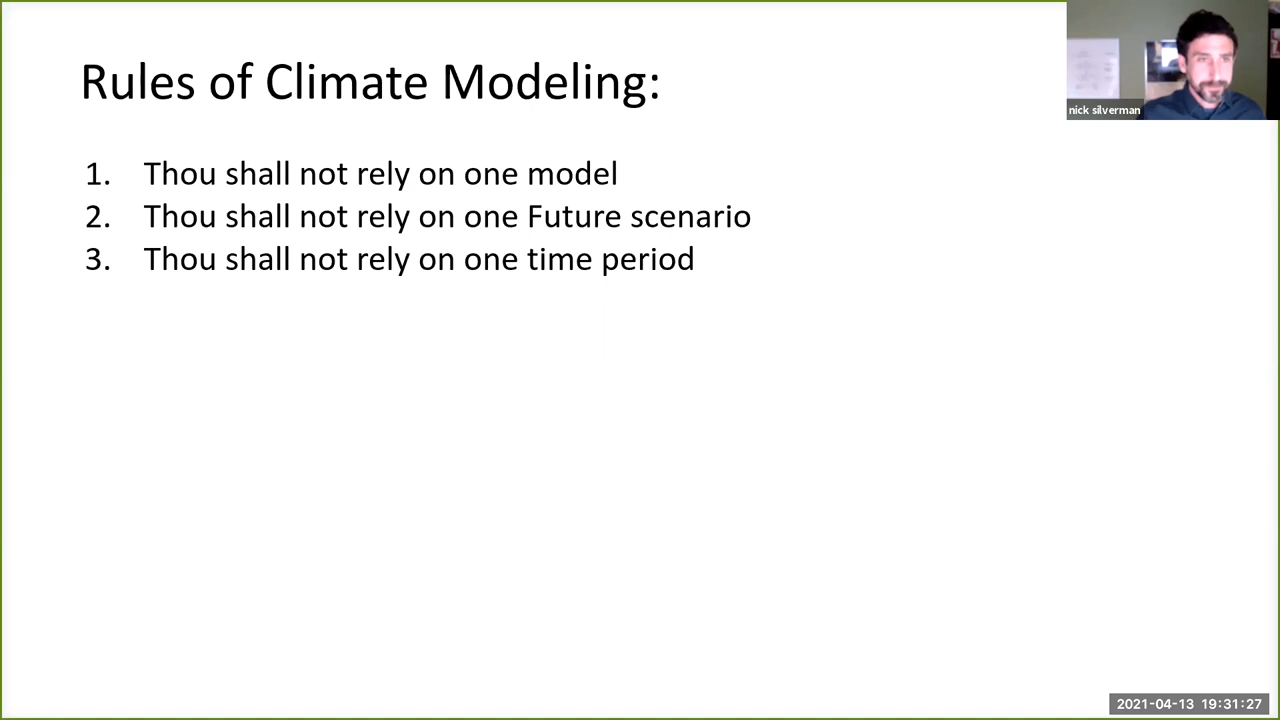 Rules of Climate Modeling:
1. Thou shall not rely on one model
2. Thou shall not rely on one Future scenario
3. Thou shall not rely on one time period
nick silverman
2021-04-13 19:31:27